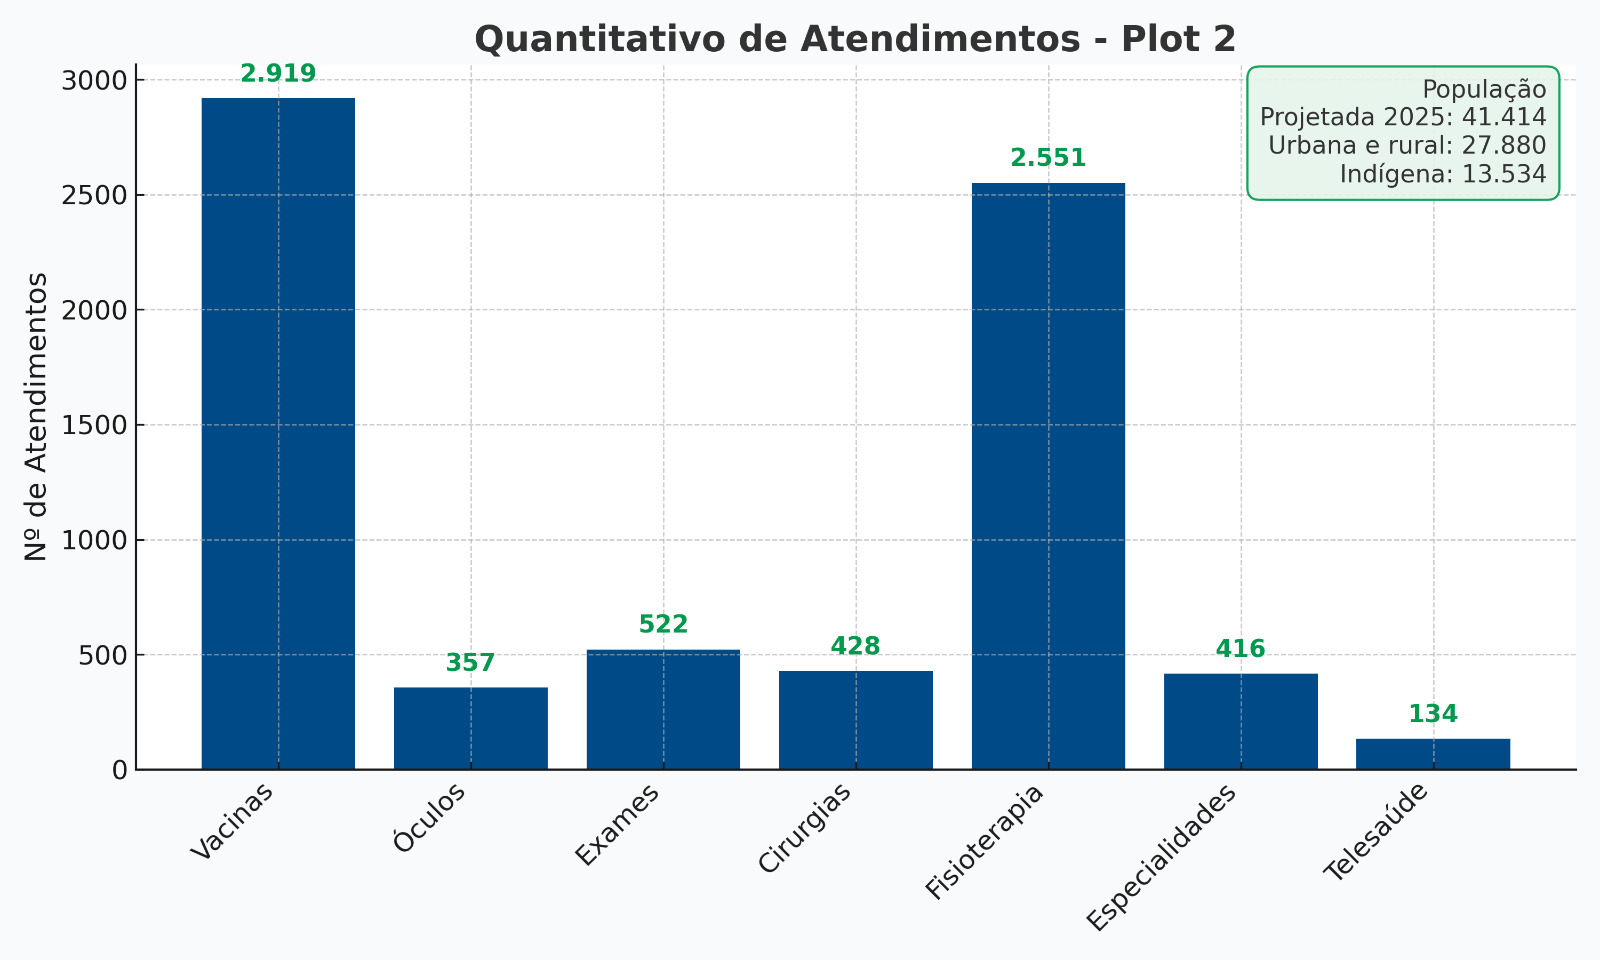 Quantitativo de Atendimentos - Plot 2
População
Projetada 2025: 41.414
Urbana e rural: 27.880
Indígena: 13.534
Nº de Atendimentos
3000
2500
2000
1500
1000
500
0
2.919
357
522
428
2.551
416
134
Vacinas
Óculos
Exames
Cirurgias
Fisioterapia
Especialidades
Telesaúde